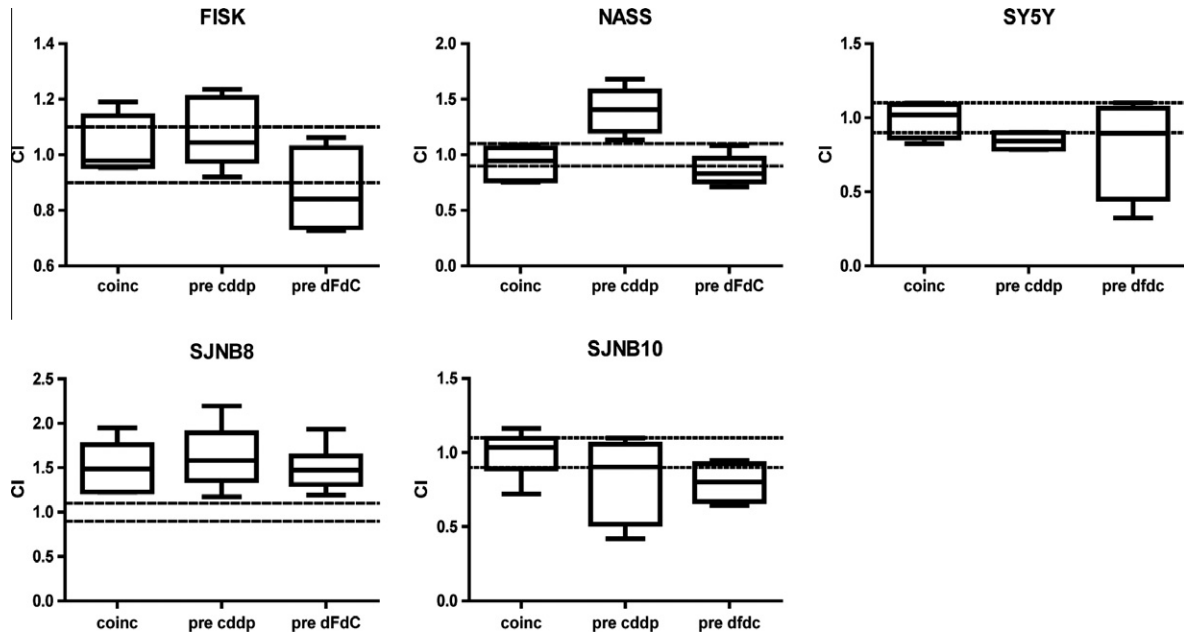 FISK
1.4
1.2
1.0
0.8
0.6
CI
coinc pre cddp pre dFdC
NASS
2.0
1.5
1.0
0.5
0.0
CI
coinc pre cddp pre dFdC
SY5Y
1.5
1.0
0.5
0.0
CI
coinc pre cddp pre dfdc
SJNB8
2.5
2.0
1.5
1.0
0.5
0.0
CI
coinc pre cddp pre dFdC
SJNB10
1.5
1.0
0.5
0.0
CI
coinc pre cddp pre dfdc